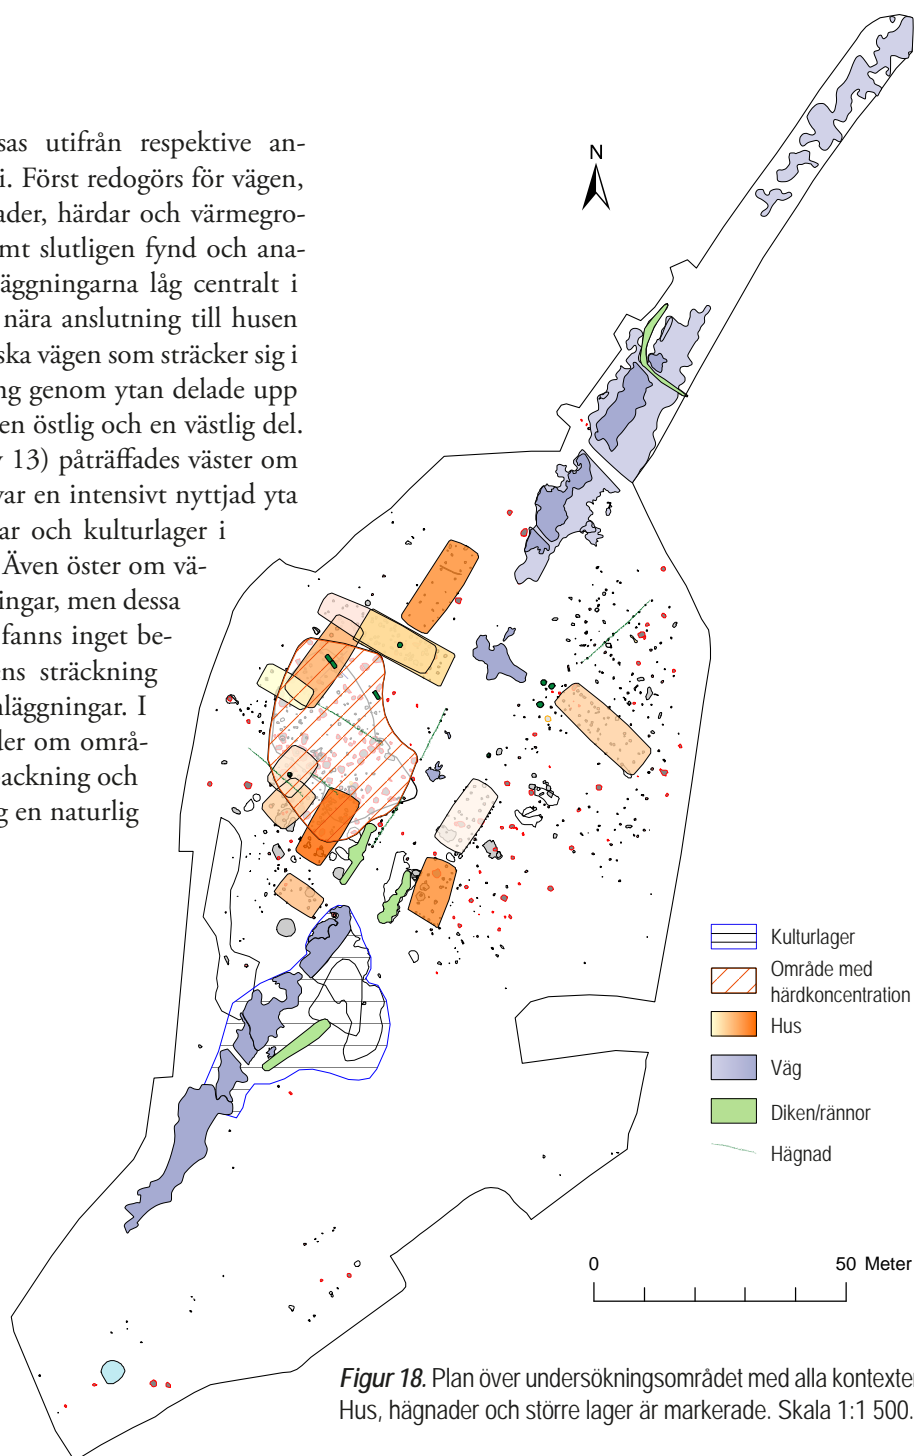 sas utifrån respektive an-
i. Först redogörs för vägen,
ader, härdar och värmegro-
mt slutligen fynd och ana-
äggningarna låg centralt i
nära anslutning till husen
ska vägen som sträcker sig i
ng genom ytan delade upp
en östlig och en västlig del.
13) påträffades väster om
var en intensivt nyttjad yta
ar och kulturlager i
Även öster om vä-
ingar, men dessa
fanns inget be-
ens sträckning
nläggningar. I
der om områ-
packning och
g en naturlig
N
Kulturlager
Område med
härdkoncentration
Hus
Väg
Diken/rännor
Hägnad
0 50 Meter
Figur 18. Plan över undersökningsområdet med alla kontexter
Hus, hägnader och större lager är markerade. Skala 1:1 500.